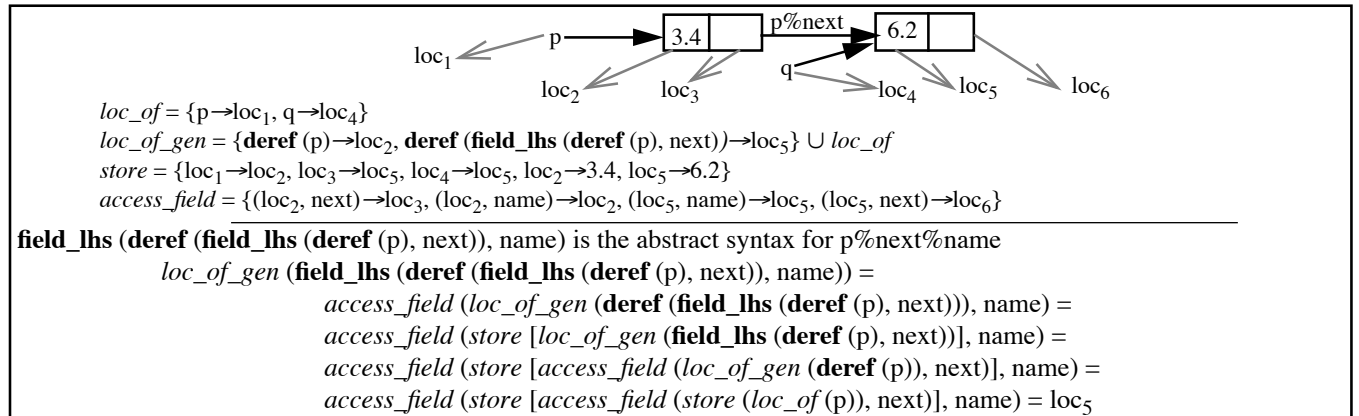 p 3.4 p%next 6.2
loc1 q
loc2 loc3 loc4 loc5 loc6
loc_of = {p→loc1, q→loc4}
loc_of_gen = {deref (p)→loc2, deref (field_lhs (deref (p), next))→loc5} ∪ loc_of
store = {loc1→loc2, loc3→loc5, loc4→loc5, loc2→3.4, loc5→6.2}
access_field = {(loc2, next)→loc3, (loc2, name)→loc2, (loc5, name)→loc5, (loc5, next)→loc6}
field_lhs (deref (field_lhs (deref (p), next)), name) is the abstract syntax for p%next%name
loc_of_gen (field_lhs (deref (field_lhs (deref (p), next)), name)) =
access_field (loc_of_gen (deref (field_lhs (deref (p), next))), name) =
access_field (store [loc_of_gen (field_lhs (deref (p), next))], name) =
access_field (store [access_field (loc_of_gen (deref (p)), next)], name) =
access_field (store [access_field (store (loc_of (p)), next)], name) = loc5